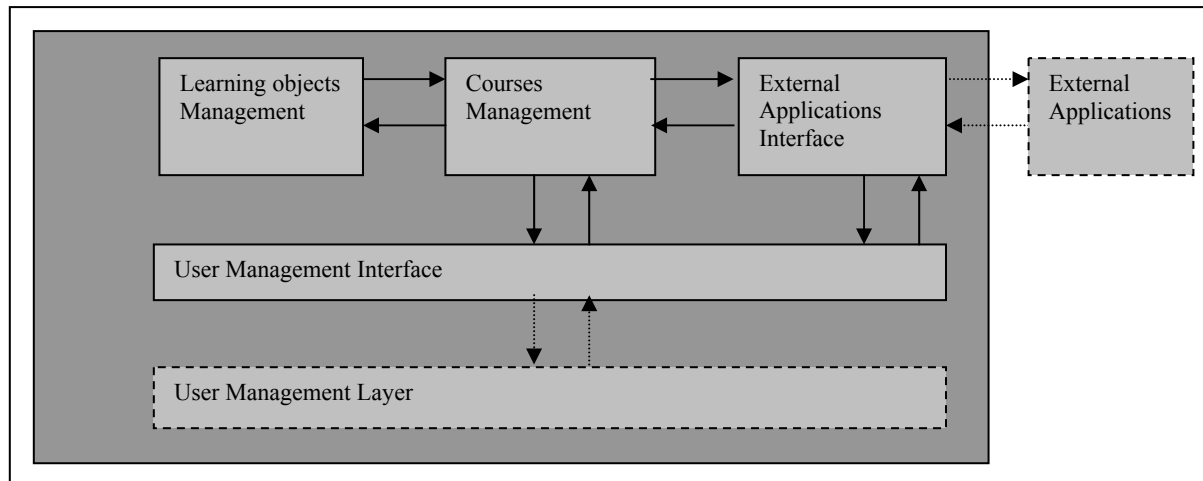 Learning objects
Management
Courses
Management
External
Applications
Interface
External
Applications
User Management Interface
User Management Layer